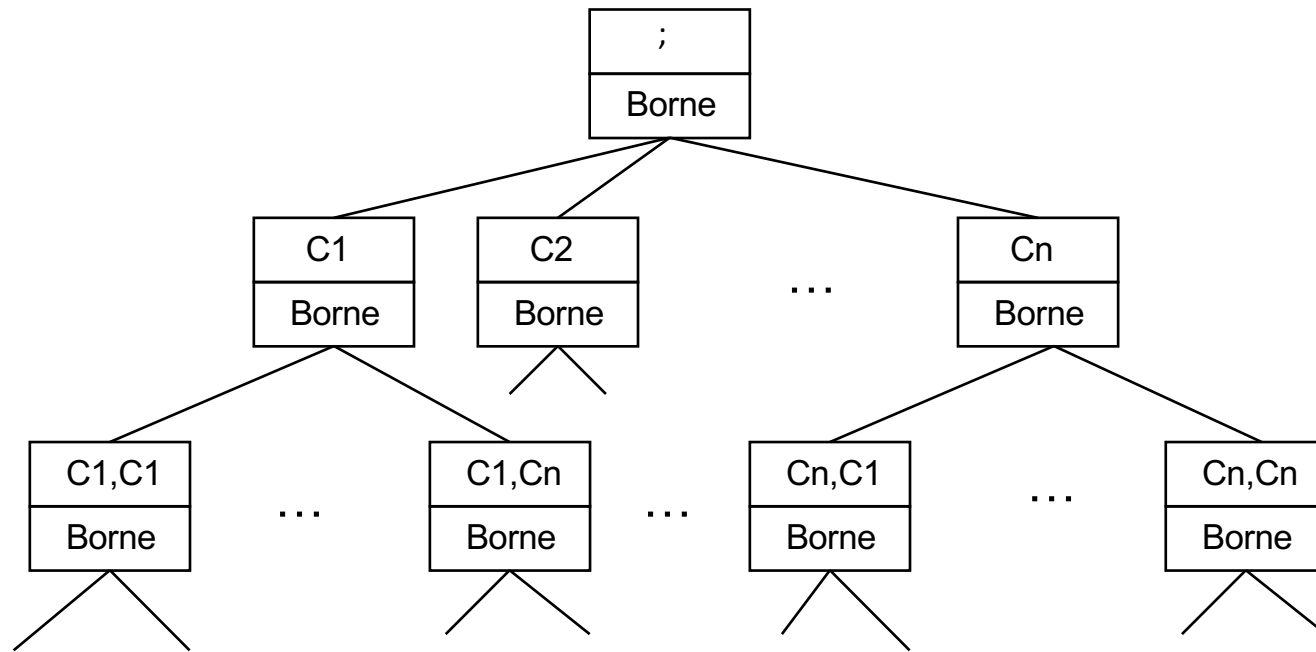 ;
Borne
C1
C2
...
Cn
Borne
Borne
Borne
C1,C1
...
C1,Cn
...
Cn,C1
...
Cn,Cn
Borne
Borne
Borne
Borne